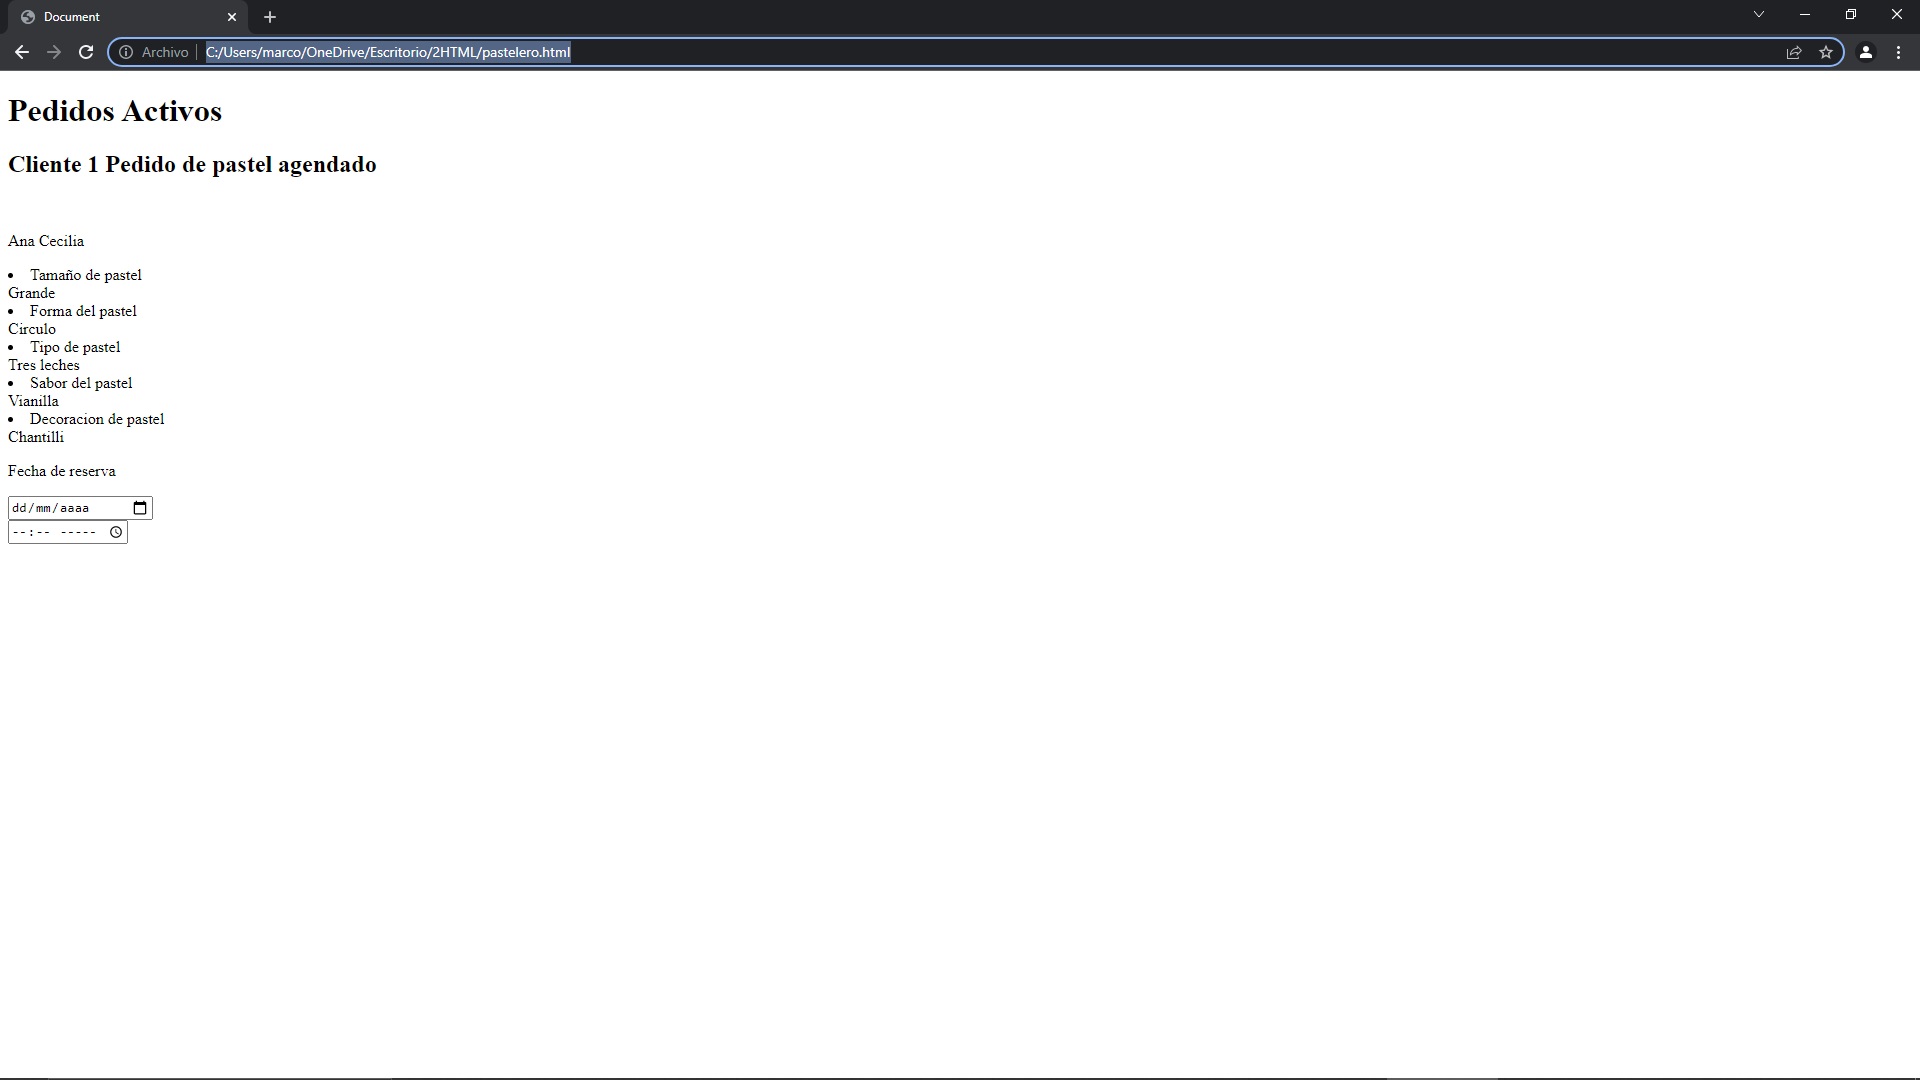 Document
Archivo
C:/Users/marco/OneDrive/Escritorio/2HTML/pastelero.html
Pedidos Activos
Cliente 1 Pedido de pastel agendado
Ana Cecilia
• Tamaño de pastel
Grande
• Forma del pastel
Circulo
• Tipo de pastel
Tres leches
• Sabor del pastel
Vianilla
• Decoracion de pastel
Chantilli
Fecha de reserva
dd/mm/aaaa
--:-- -----